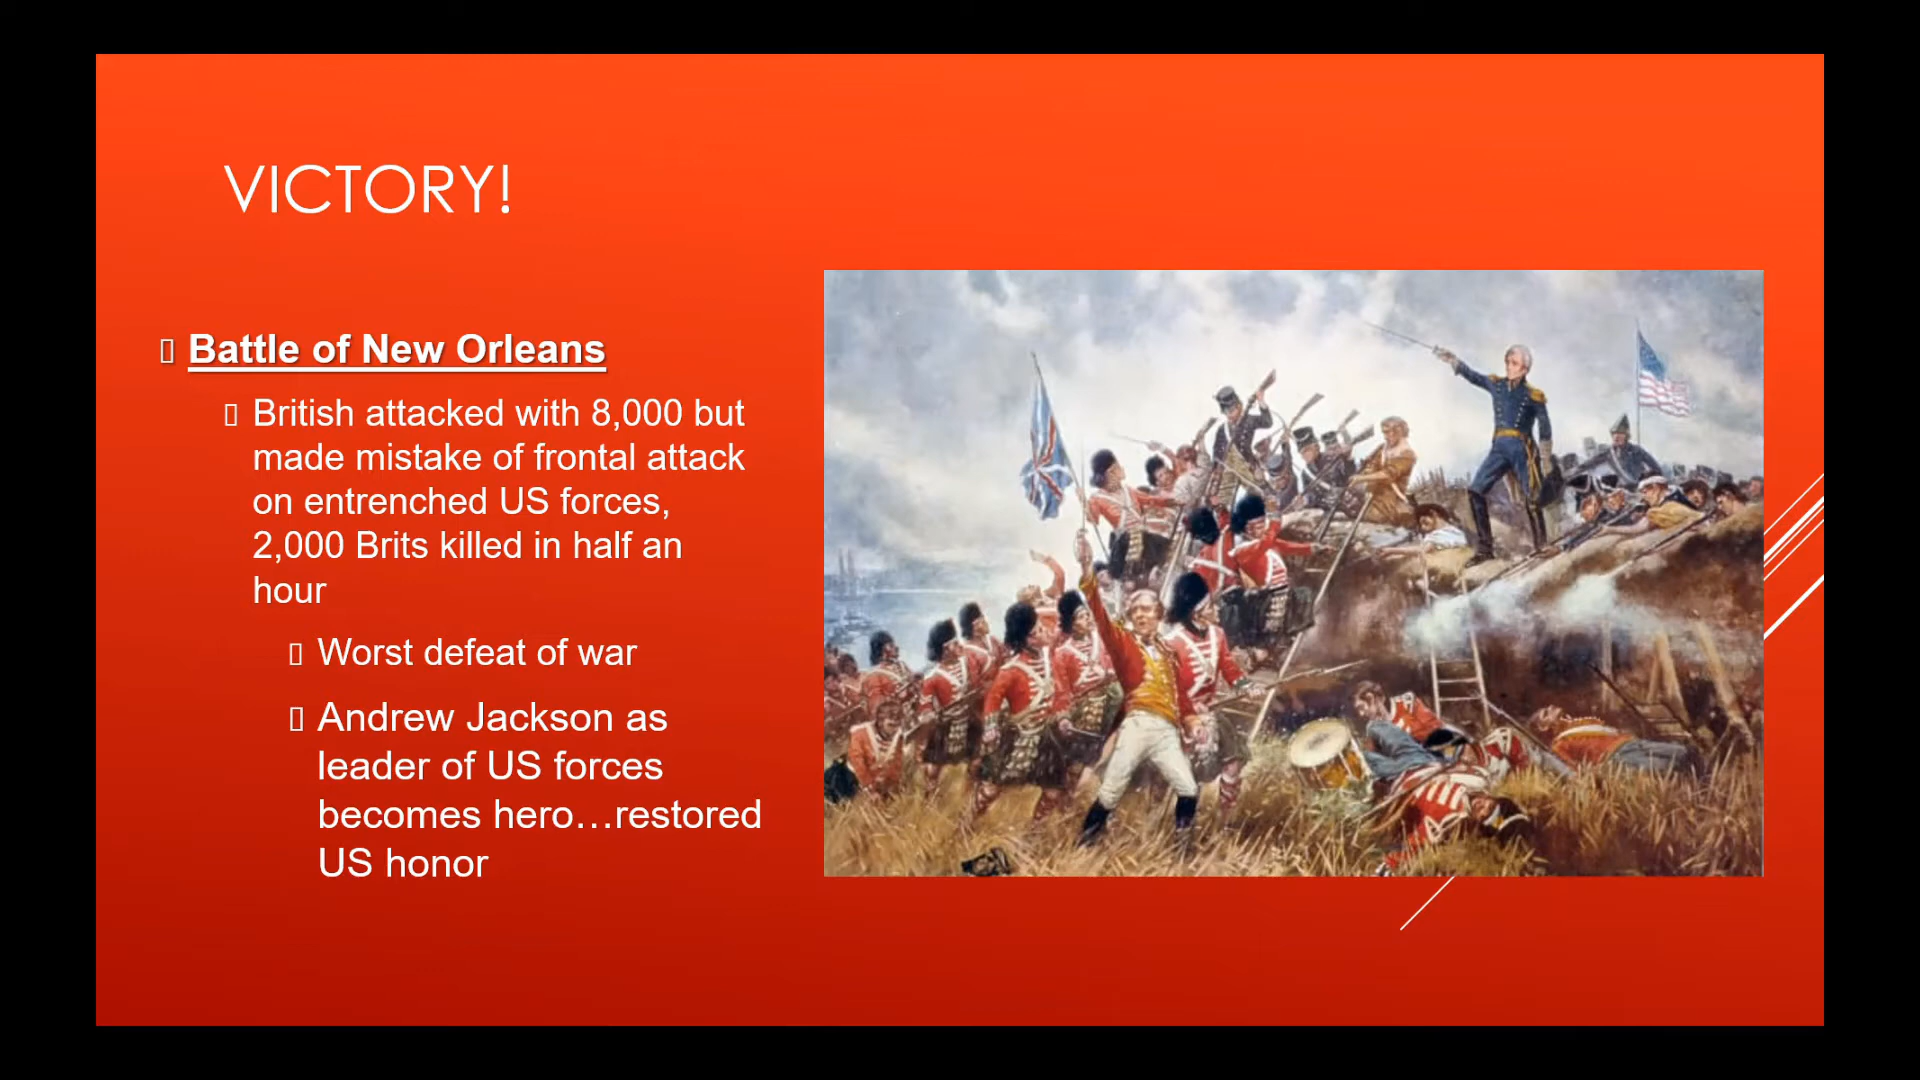 VICTORY!
Battle of New Orleans
British attacked with 8,000 but
made mistake of frontal attack
on entrenched US forces,
2,000 Brits killed in half an
hour
Worst defeat of war
Andrew Jackson as
leader of US forces
becomes hero…restored
US honor